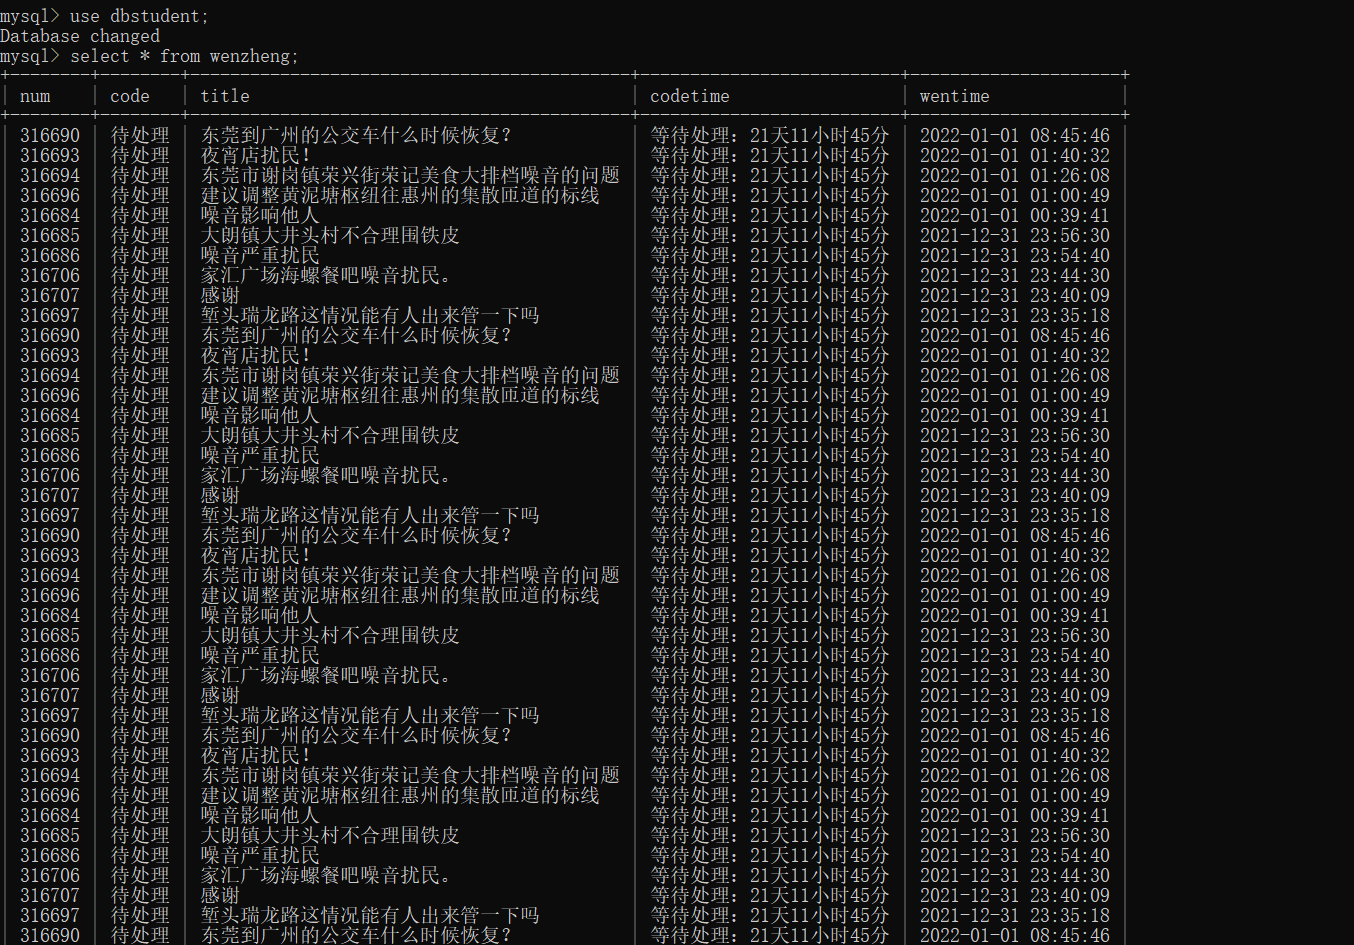 mysql> use dbstudent;
Database changed
mysql> select * from wenzheng;
+--------+--------+--------------------------------------------+--------------------------+---------------------+
| num | code | title | codetime | wentime |
+--------+--------+--------------------------------------------+--------------------------+---------------------+
| 316690 | 待处理 | 东莞到广州的公交车什么时候恢复？ | 等待处理：21天11小时45分 | 2022-01-01 08:45:46
| 316693 | 待处理 | 夜宵店扰民！ | 等待处理：21天11小时45分 | 2022-01-01 01:40:32
| 316694 | 待处理 | 东莞市谢岗镇荣兴街荣记美食大排档噪音的问题 | 等待处理：21天11小时45分 | 2022-01-01 01:26:08
| 316696 | 待处理 | 建议调整黄泥塘枢纽往惠州的集散匝道的标线 | 等待处理：21天11小时45分 | 2022-01-01 01:00:49
| 316684 | 待处理 | 噪音影响他人 | 等待处理：21天11小时45分 | 2022-01-01 00:39:41
| 316685 | 待处理 | 大朗镇大井头村不合理围铁皮 | 等待处理：21天11小时45分 | 2021-12-31 23:56:30
| 316686 | 待处理 | 噪音严重扰民 | 等待处理：21天11小时45分 | 2021-12-31 23:54:40
| 316706 | 待处理 | 家汇广场海螺餐吧噪音扰民。 | 等待处理：21天11小时45分 | 2021-12-31 23:44:30
| 316707 | 待处理 | 感谢 | 等待处理：21天11小时45分 | 2021-12-31 23:40:09
| 316697 | 待处理 | 堑头瑞龙路这情况能有人出来管一下吗 | 等待处理：21天11小时45分 | 2021-12-31 23:35:18
| 316690 | 待处理 | 东莞到广州的公交车什么时候恢复？ | 等待处理：21天11小时45分 | 2022-01-01 08:45:46
| 316693 | 待处理 | 夜宵店扰民！ | 等待处理：21天11小时45分 | 2022-01-01 01:40:32
| 316694 | 待处理 | 东莞市谢岗镇荣兴街荣记美食大排档噪音的问题 | 等待处理：21天11小时45分 | 2022-01-01 01:26:08
| 316696 | 待处理 | 建议调整黄泥塘枢纽往惠州的集散匝道的标线 | 等待处理：21天11小时45分 | 2022-01-01 01:00:49
| 316684 | 待处理 | 噪音影响他人 | 等待处理：21天11小时45分 | 2022-01-01 00:39:41
| 316685 | 待处理 | 大朗镇大井头村不合理围铁皮 | 等待处理：21天11小时45分 | 2021-12-31 23:56:30
| 316686 | 待处理 | 噪音严重扰民 | 等待处理：21天11小时45分 | 2021-12-31 23:54:40
| 316706 | 待处理 | 家汇广场海螺餐吧噪音扰民。 | 等待处理：21天11小时45分 | 2021-12-31 23:44:30
| 316707 | 待处理 | 感谢 | 等待处理：21天11小时45分 | 2021-12-31 23:40:09
| 316697 | 待处理 | 堑头瑞龙路这情况能有人出来管一下吗 | 等待处理：21天11小时45分 | 2021-12-31 23:35:18
| 316690 | 待处理 | 东莞到广州的公交车什么时候恢复？ | 等待处理：21天11小时45分 | 2022-01-01 08:45:46
| 316693 | 待处理 | 夜宵店扰民！ | 等待处理：21天11小时45分 | 2022-01-01 01:40:32
| 316694 | 待处理 | 东莞市谢岗镇荣兴街荣记美食大排档噪音的问题 | 等待处理：21天11小时45分 | 2022-01-01 01:26:08
| 316696 | 待处理 | 建议调整黄泥塘枢纽往惠州的集散匝道的标线 | 等待处理：21天11小时45分 | 2022-01-01 01:00:49
| 316684 | 待处理 | 噪音影响他人 | 等待处理：21天11小时45分 | 2022-01-01 00:39:41
| 316685 | 待处理 | 大朗镇大井头村不合理围铁皮 | 等待处理：21天11小时45分 | 2021-12-31 23:56:30
| 316686 | 待处理 | 噪音严重扰民 | 等待处理：21天11小时45分 | 2021-12-31 23:54:40
| 316706 | 待处理 | 家汇广场海螺餐吧噪音扰民。 | 等待处理：21天11小时45分 | 2021-12-31 23:44:30
| 316707 | 待处理 | 感谢 | 等待处理：21天11小时45分 | 2021-12-31 23:40:09
| 316697 | 待处理 | 堑头瑞龙路这情况能有人出来管一下吗 | 等待处理：21天11小时45分 | 2021-12-31 23:35:18
| 316690 | 待处理 | 东莞到广州的公交车什么时候恢复？ | 等待处理：21天11小时45分 | 2022-01-01 08:45:46
| 316693 | 待处理 | 夜宵店扰民！ | 等待处理：21天11小时45分 | 2022-01-01 01:40:32
| 316694 | 待处理 | 东莞市谢岗镇荣兴街荣记美食大排档噪音的问题 | 等待处理：21天11小时45分 | 2022-01-01 01:26:08
| 316696 | 待处理 | 建议调整黄泥塘枢纽往惠州的集散匝道的标线 | 等待处理：21天11小时45分 | 2022-01-01 01:00:49
| 316684 | 待处理 | 噪音影响他人 | 等待处理：21天11小时45分 | 2022-01-01 00:39:41
| 316685 | 待处理 | 大朗镇大井头村不合理围铁皮 | 等待处理：21天11小时45分 | 2021-12-31 23:56:30
| 316686 | 待处理 | 噪音严重扰民 | 等待处理：21天11小时45分 | 2021-12-31 23:54:40
| 316706 | 待处理 | 家汇广场海螺餐吧噪音扰民。 | 等待处理：21天11小时45分 | 2021-12-31 23:44:30
| 316707 | 待处理 | 感谢 | 等待处理：21天11小时45分 | 2021-12-31 23:40:09
| 316697 | 待处理 | 堑头瑞龙路这情况能有人出来管一下吗 | 等待处理：21天11小时45分 | 2021-12-31 23:35:18
| 316690 | 待处理 | 东莞到广州的公交车什么时候恢复？ | 等待处理：21天11小时45分 | 2022-01-01 08:45:46